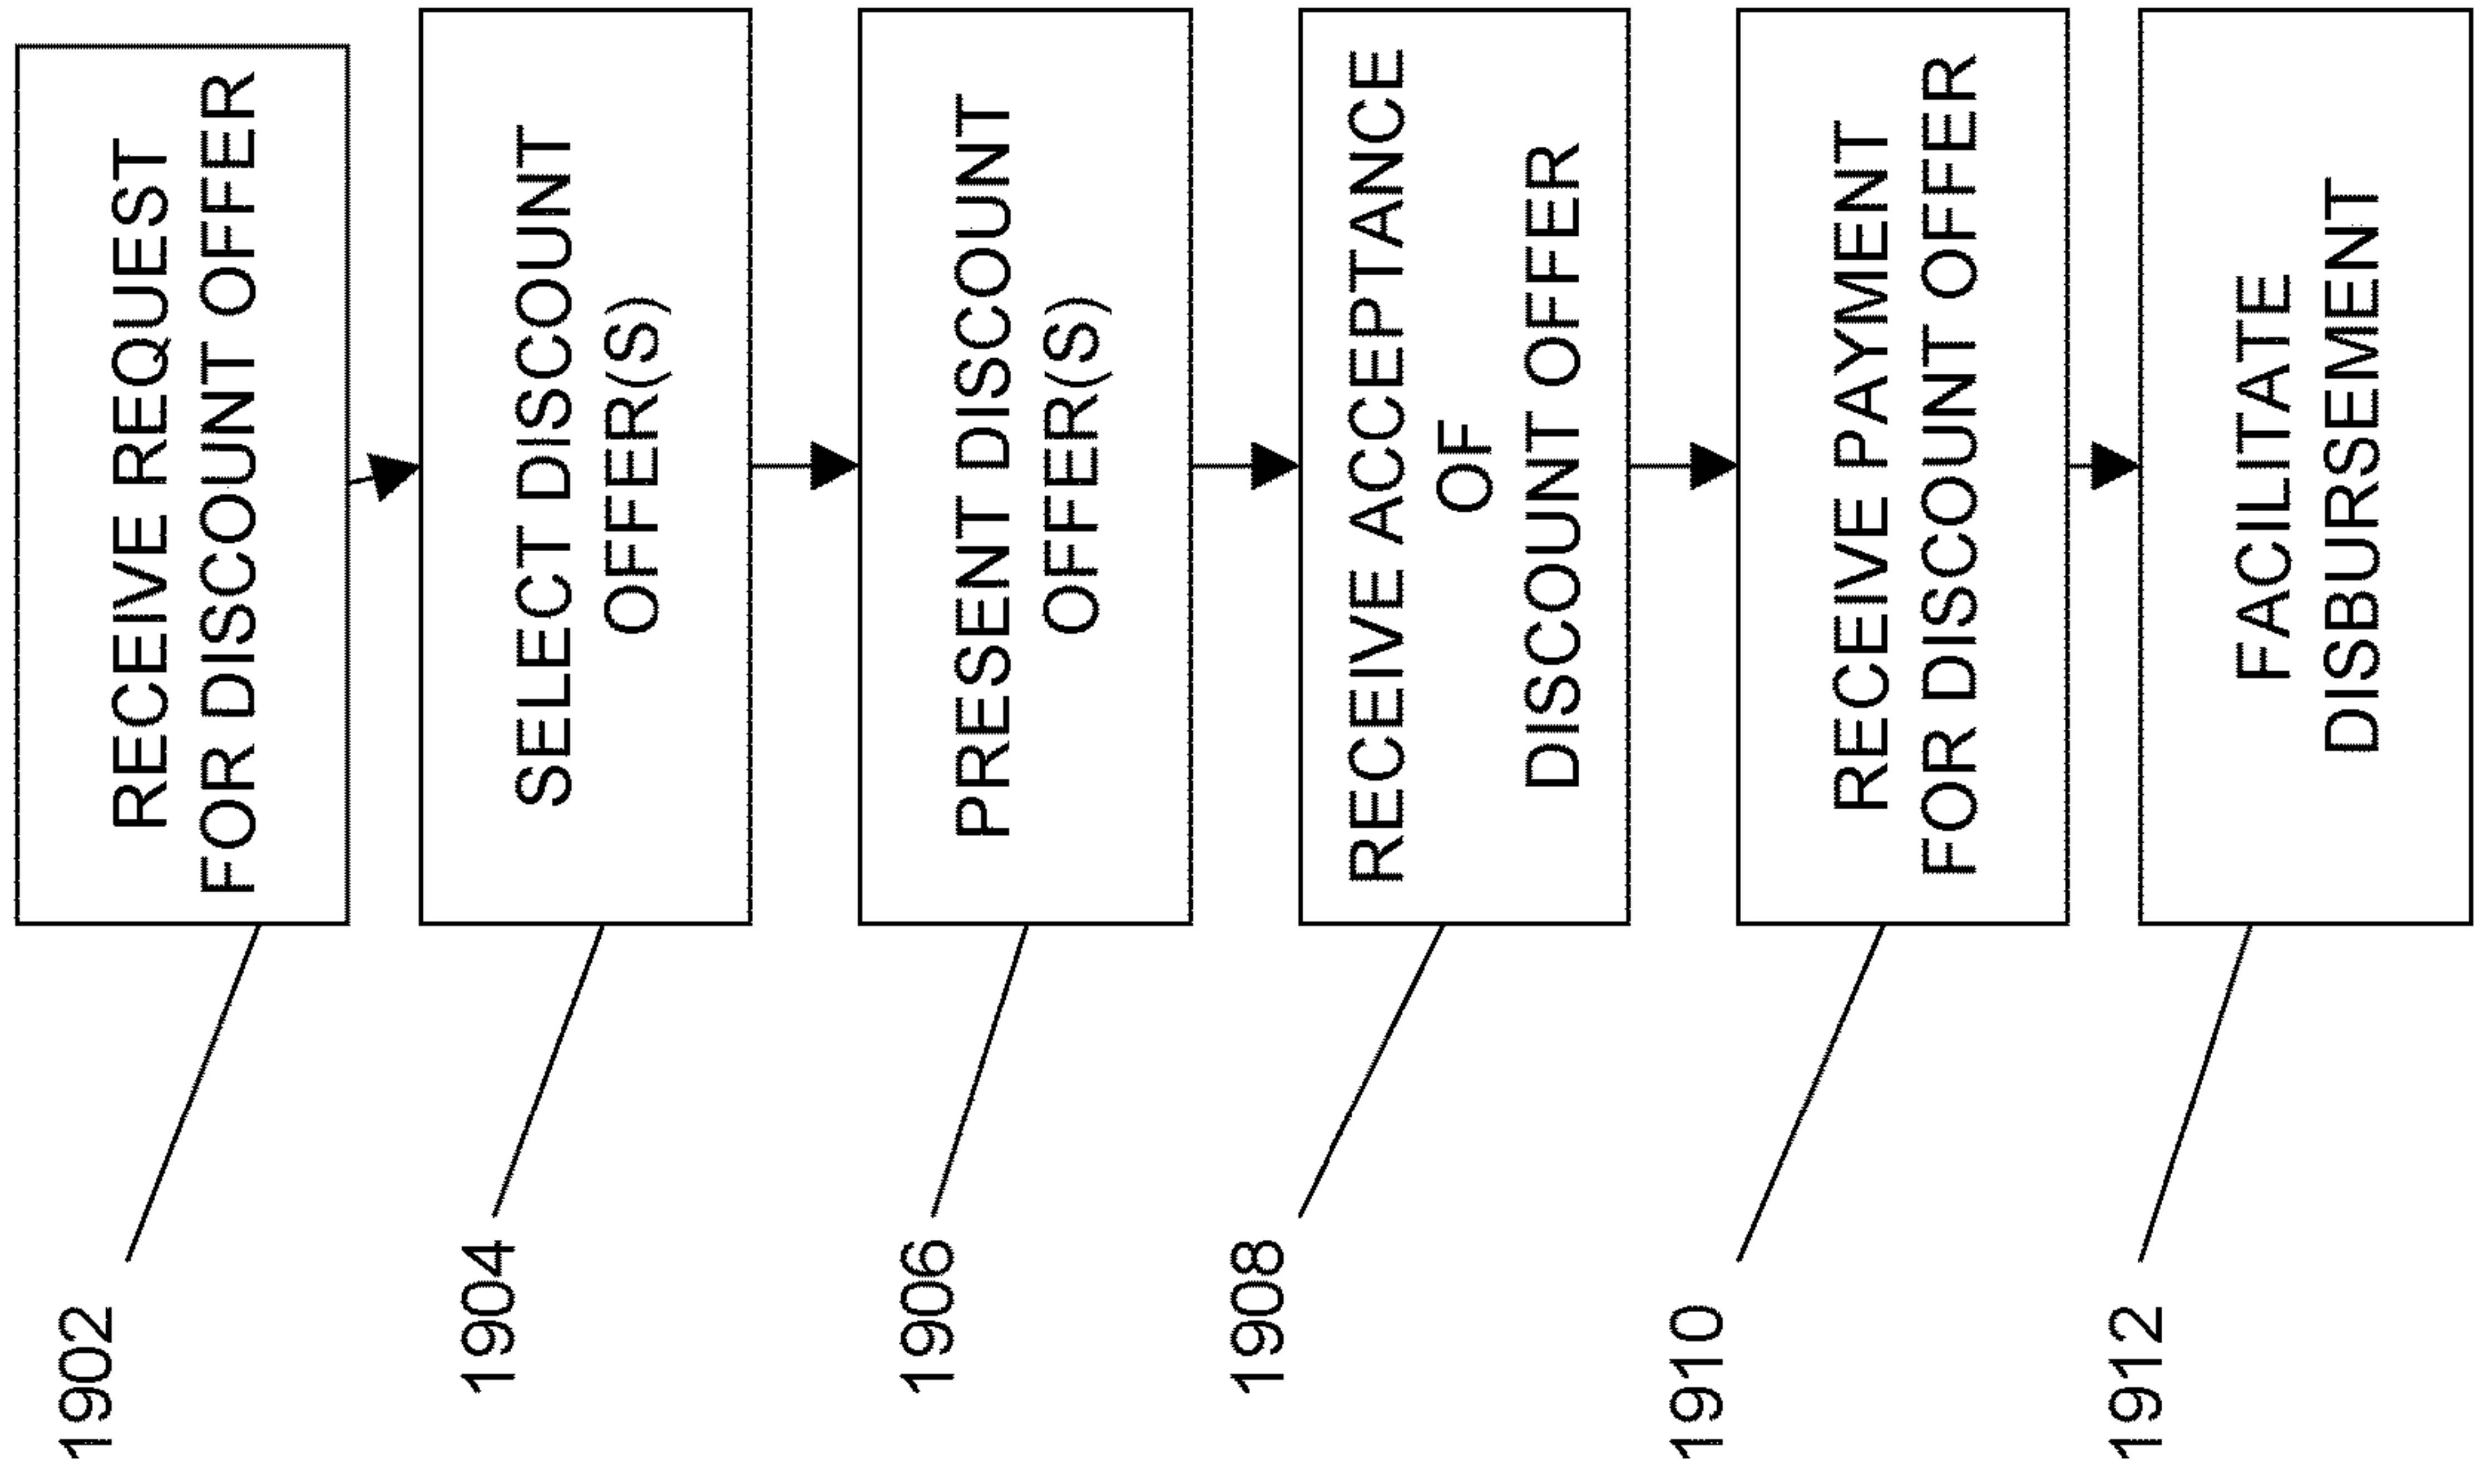 1902
RECEIVE REQUEST
FOR DISCOUNT OFFER
1904
SELECT DISCOUNT
OFFER(S)
1906
PRESENT DISCOUNT
OFFER(S)
1908
RECEIVE ACCEPTANCE
OF
DISCOUNT OFFER
1910
RECEIVE PAYMENT
FOR DISCOUNT OFFER
1912
FACILITATE
DISBURSEMENT